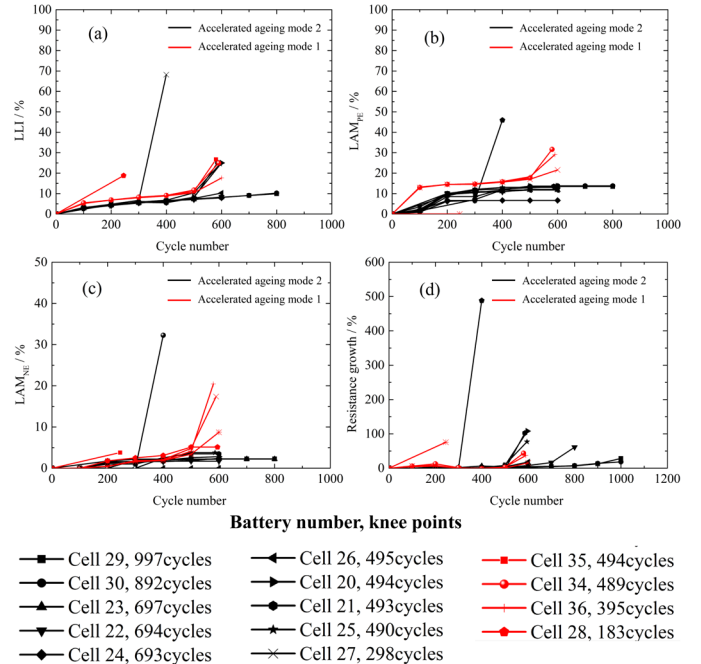 (a)
Accelerated ageing mode 2
Accelerated ageing mode 1
LLI / %
100
90
80
70
60
50
40
30
20
10
0
0 200 400 600 800 1000
Cycle number
(b)
Accelerated ageing mode 2
Accelerated ageing mode 1
LAM_PE / %
100
90
80
70
60
50
40
30
20
10
0
0 200 400 600 800 1000
Cycle number
(c)
Accelerated ageing mode 2
Accelerated ageing mode 1
LAM_NE / %
50
40
30
20
10
0
0 200 400 600 800 1000
Cycle number
(d)
Accelerated ageing mode 2
Accelerated ageing mode 1
Resistance growth / %
600
500
400
300
200
100
0
0 200 400 600 800 1000 1200
Cycle number
Battery number, knee points
Cell 29, 997cycles
Cell 30, 892cycles
Cell 23, 697cycles
Cell 22, 694cycles
Cell 24, 693cycles
Cell 26, 495cycles
Cell 20, 494cycles
Cell 21, 493cycles
Cell 25, 490cycles
Cell 27, 298cycles
Cell 35, 494cycles
Cell 34, 489cycles
Cell 36, 395cycles
Cell 28, 183cycles